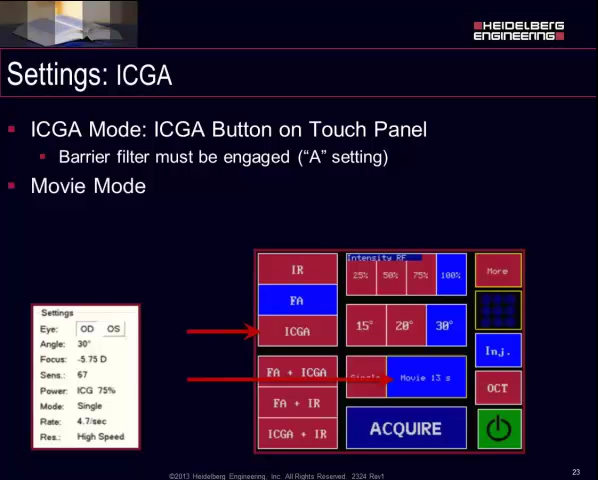 HEIDELBERG
ENGINEERING
Settings: ICGA
ICGA Mode: ICGA Button on Touch Panel
Barrier filter must be engaged (“A” setting)
Movie Mode
Settings
Eye: OD OS
Angle: 30°
Focus: -5.75 D
Sens.: 67
Power: ICG 75%
Mode: Single
Rate: 4.7/sec
Res.: High Speed
IR
FA
ICGA
FA + ICGA
FA + IR
ICGA + IR
Intensity RF
25% 50% 75% 100%
15° 20° 30°
Single Movie 13 s
ACQUIRE
More
Inj.
OCT
©2013 Heidelberg Engineering, Inc. All Rights Reserved. 2324 Rev1
23